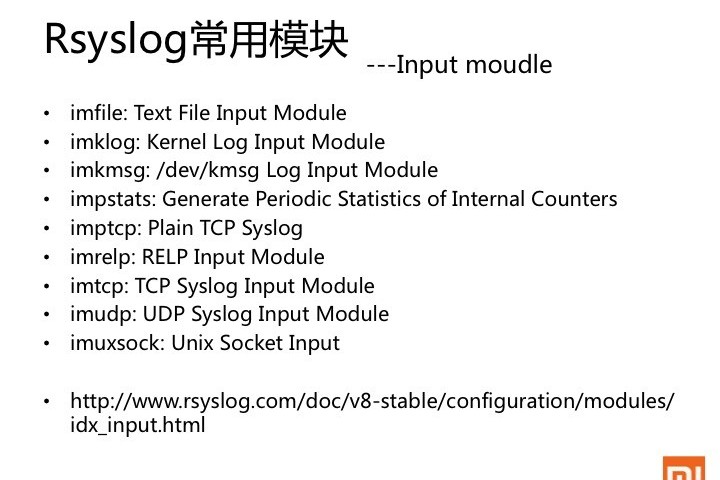 Rsyslog常用模块 ---Input moudle
• imfile: Text File Input Module
• imklog: Kernel Log Input Module
• imkmsg: /dev/kmsg Log Input Module
• impstats: Generate Periodic Statistics of Internal Counters
• imptcp: Plain TCP Syslog
• imrelp: RELP Input Module
• imtcp: TCP Syslog Input Module
• imudp: UDP Syslog Input Module
• imuxsock: Unix Socket Input
• http://www.rsyslog.com/doc/v8-stable/configuration/modules/
idx_input.html